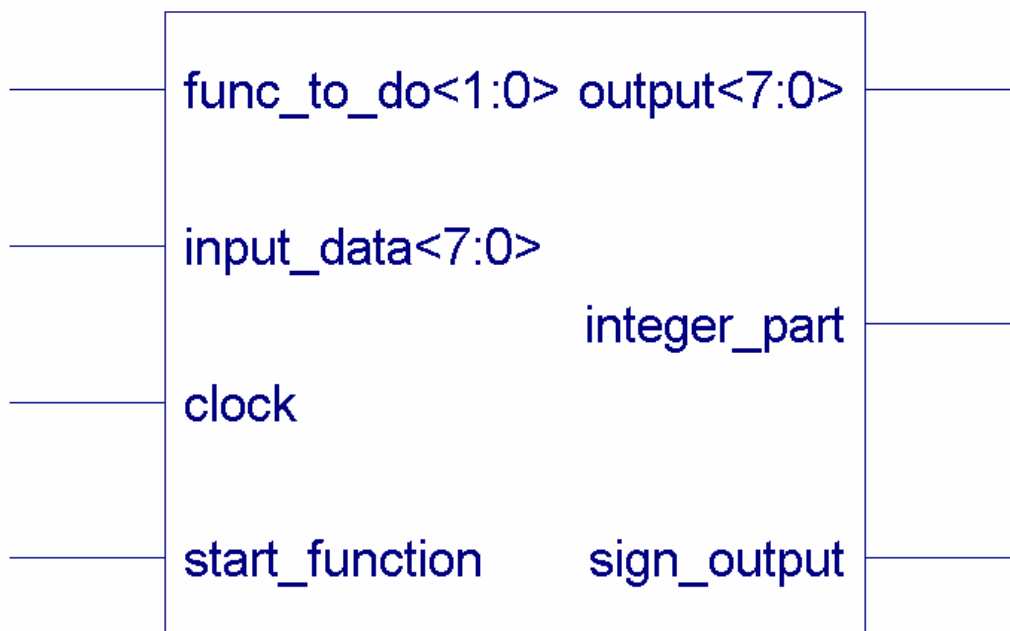 func_to_do<1:0> output<7:0>
input_data<7:0>
integer_part
clock
start_function sign_output